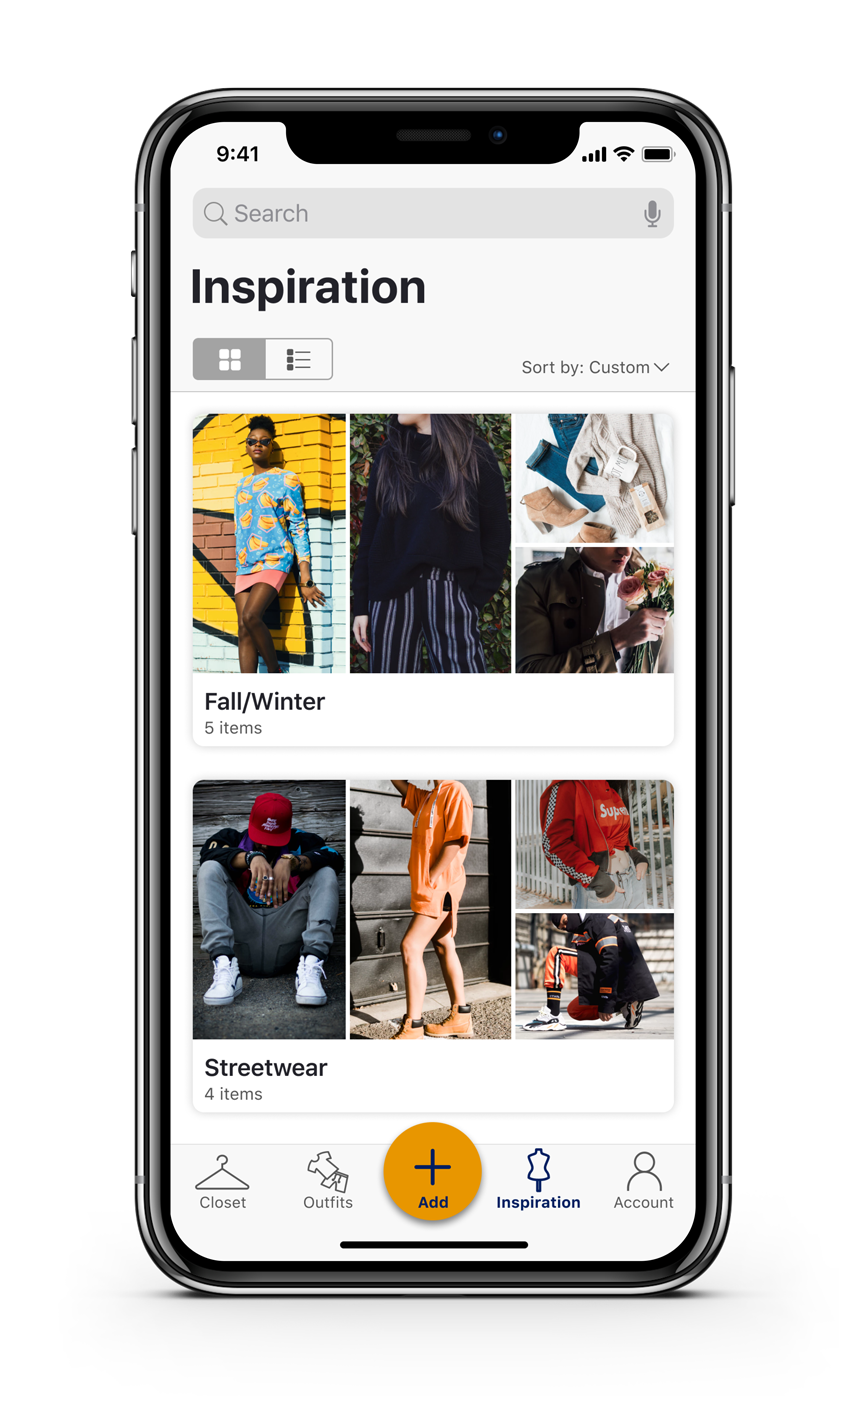 9:41
Search
Inspiration
Sort by: Custom
Fall/Winter
5 items
Streetwear
4 items
Closet
Outfits
Add
Inspiration
Account